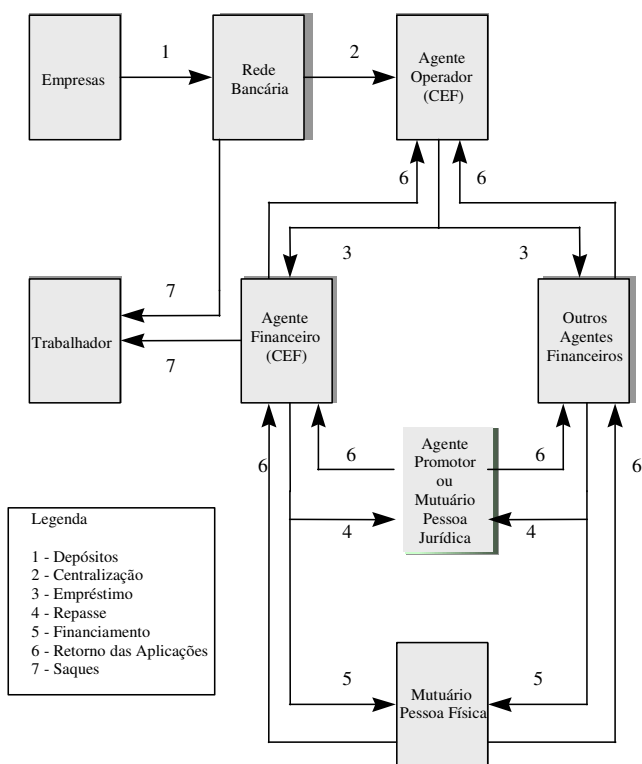 1
2
Empresas
Rede
Bancária
Agente
Operador
(CEF)
6
6
3
3
7
Trabalhador
7
Agente
Financeiro
(CEF)
Outros
Agentes
Financeiros
6
6
Agente
Promotor
ou
Mutuário
Pessoa
Jurídica
6
6
4
4
Legenda
1 - Depósitos
2 - Centralização
3 - Empréstimo
4 - Repasse
5 - Financiamento
6 - Retorno das Aplicações
7 - Saques
5
5
Mutuário
Pessoa Física